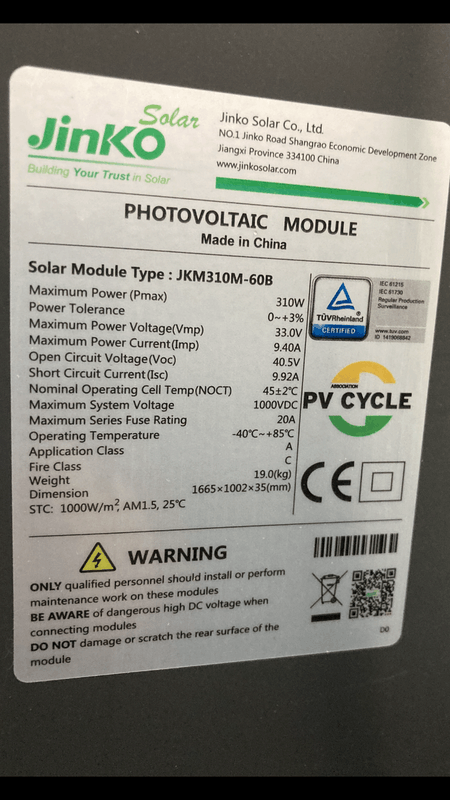 JinKO Solar
Building Your Trust in Solar
Jinko Solar Co., Ltd.
NO.1 Jinko Road Shangrao Economic Development Zone
Jiangxi Province 334100 China
www.jinkosolar.com
PHOTOVOLTAIC MODULE
Made in China
Solar Module Type : JKM310M-60B
Maximum Power (Pmax) 310W
Power Tolerance 0~+3%
Maximum Power Voltage(Vmp) 33.0V
Maximum Power Current(Imp) 9.40A
Open Circuit Voltage(Voc) 40.5V
Short Circuit Current(Isc) 9.92A
Nominal Operating Cell Temp(NOCT) 45±2℃
Maximum System Voltage 1000VDC
Maximum Series Fuse Rating 20A
Operating Temperature -40℃~+85℃
Application Class A
Fire Class C
Weight 19.0(kg)
Dimension 1665×1002×35(mm)
STC: 1000W/m², AM1.5, 25℃
TÜVRheinland
CERTIFIED
IEC 61215
IEC 61730
Regular Production
Surveillance
www.tuv.com
ID 1419068842
ASSOCIATION
PV CYCLE
CE
WARNING
ONLY qualified personnel should install or perform
maintenance work on these modules
BE AWARE of dangerous high DC voltage when
connecting modules
DO NOT damage or scratch the rear surface of the
module
D0